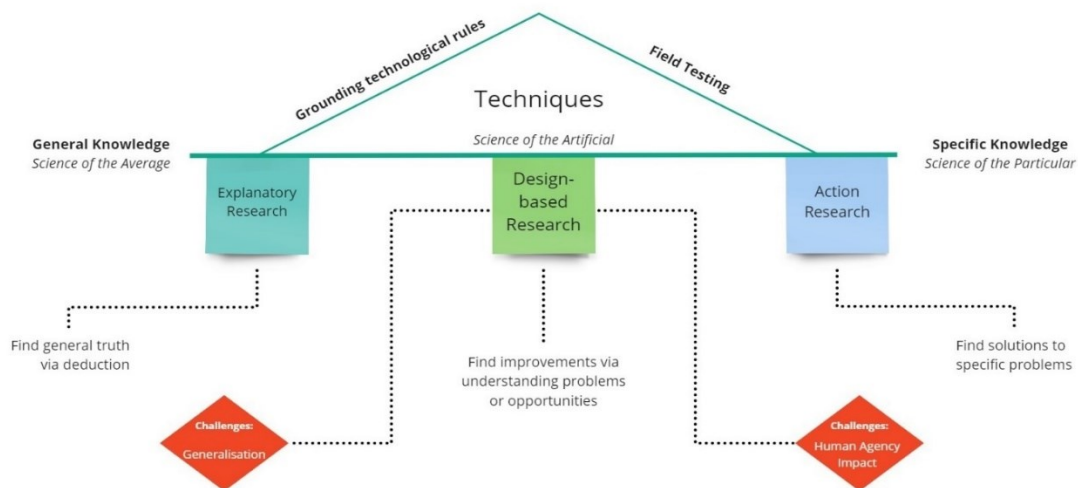 Grounding technological rules
Field Testing
Techniques
Science of the Artificial
General Knowledge
Science of the Average
Specific Knowledge
Science of the Particular
Explanatory
Research
Design-
based
Research
Action
Research
Find general truth
via deduction
Find improvements via
understanding problems
or opportunities
Find solutions to
specific problems
Challenges:
Generalisation
Challenges:
Human Agency
Impact